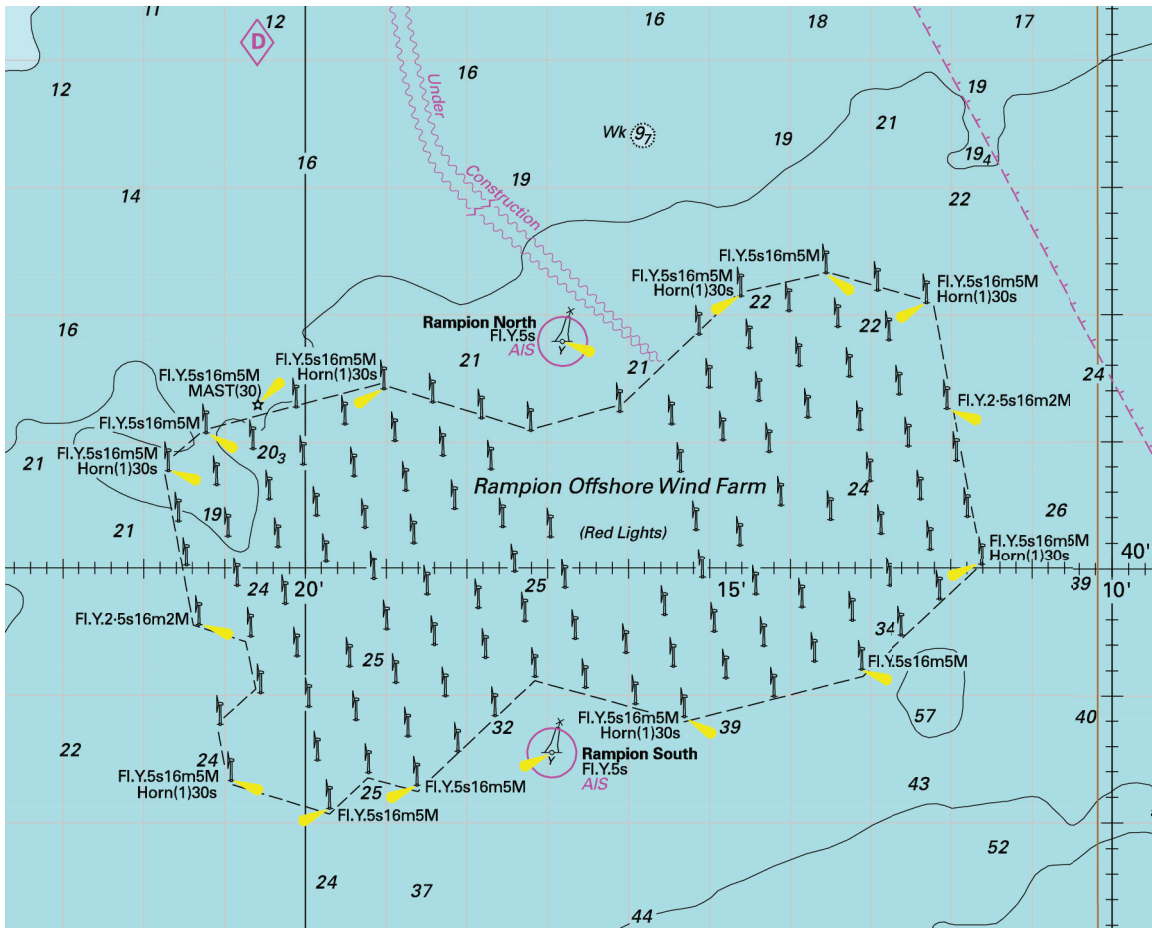 11
12
16
18
17
D
12
16
19
Under
Wk 97
19
21
16
194
19
14
Construction
22
Fl.Y.5s16m5M
Fl.Y.5s16m5M
Horn(1)30s
Fl.Y.5s16m5M
Horn(1)30s
22
22
16
Rampion North
Fl.Y.5s
AIS
Y
21
21
24
Fl.Y.5s16m5M
Horn(1)30s
Fl.Y.5s16m5M
MAST(30)
Fl.Y.2·5s16m2M
Fl.Y.5s16m5M
Fl.Y.5s16m5M
Horn(1)30s
203
21
Rampion Offshore Wind Farm
24
19
26
21
(Red Lights)
Fl.Y.5s16m5M
Horn(1)30s
40'
24
20'
25
15'
39
10'
Fl.Y.2·5s16m2M
34
25
Fl.Y.5s16m5M
57
40
32
Fl.Y.5s16m5M
Horn(1)30s
39
22
24
Y
Rampion South
Fl.Y.5s
AIS
Fl.Y.5s16m5M
Horn(1)30s
Fl.Y.5s16m5M
43
25
Fl.Y.5s16m5M
52
24
37
44